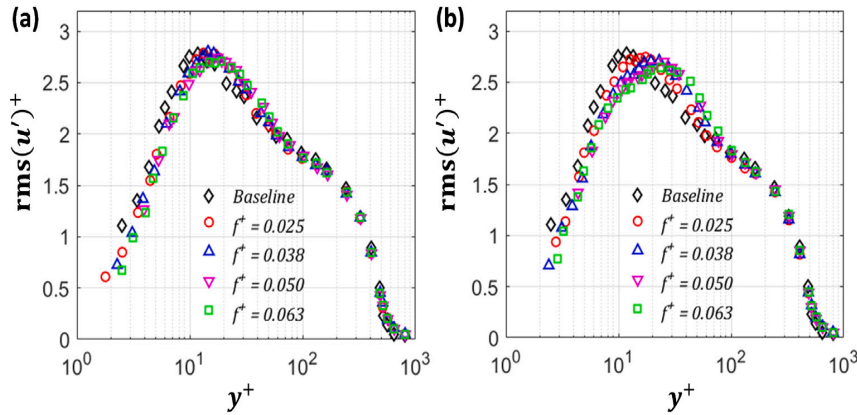 (a)
rms(u')⁺
3
2.5
2
1.5
1
0.5
0
Baseline
f⁺ = 0.025
f⁺ = 0.038
f⁺ = 0.050
f⁺ = 0.063
10⁰ 10¹ 10² 10³
y⁺
(b)
rms(u')⁺
3
2.5
2
1.5
1
0.5
0
Baseline
f⁺ = 0.025
f⁺ = 0.038
f⁺ = 0.050
f⁺ = 0.063
10⁰ 10¹ 10² 10³
y⁺